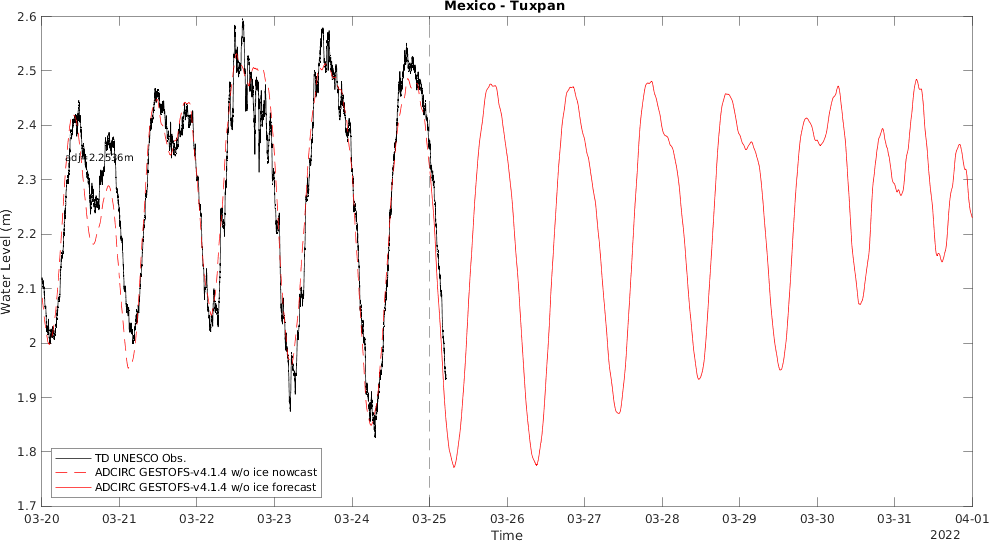 Mexico - Tuxpan
2.6
2.5
2.4
2.3
2.2
2.1
2
1.9
1.8
1.7
Water Level (m)
TD UNESCO Obs.
ADCIRC GESTOFS-v4.1.4 w/o ice nowcast
ADCIRC GESTOFS-v4.1.4 w/o ice forecast
03-20 03-21 03-22 03-23 03-24 03-25 03-26 03-27 03-28 03-29 03-30 03-31 04-01
Time
2022